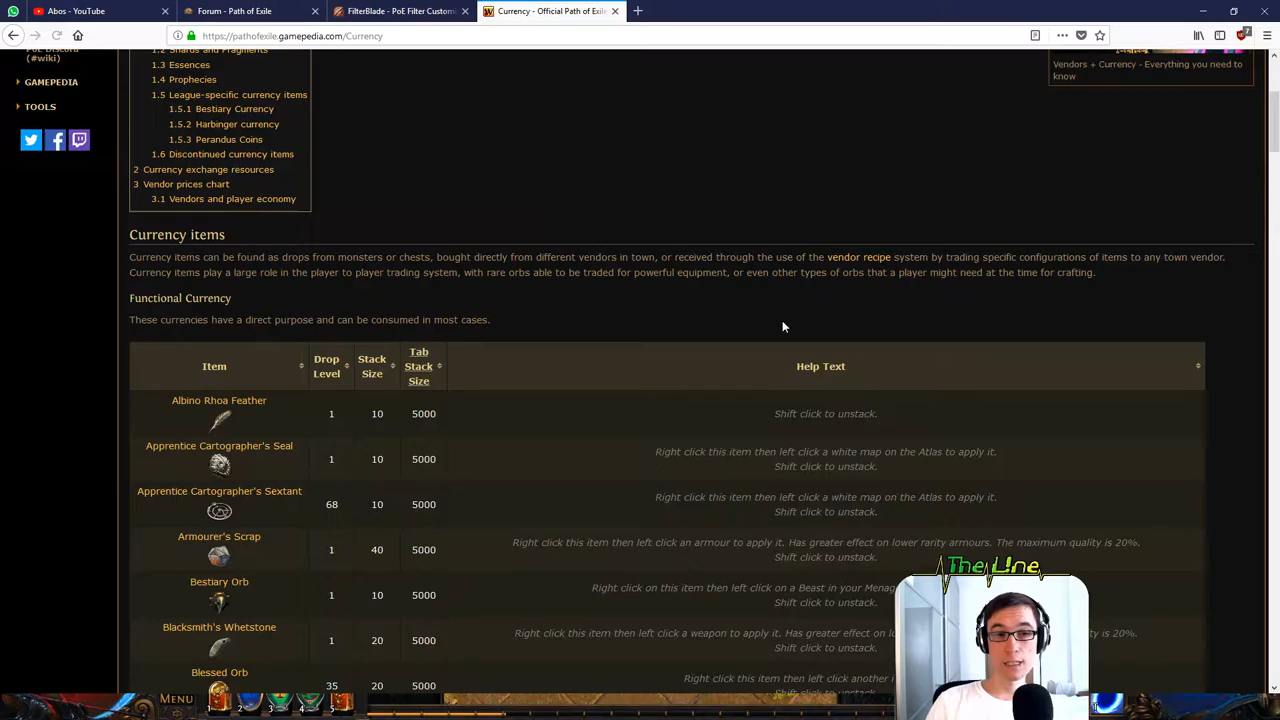 Abos - YouTube
Forum - Path of Exile
FilterBlade - PoE Filter Customi
Currency - Official Path of Exile
https://pathofexile.gamepedia.com/Currency
7
PoE Discord
(#wiki)
GAMEPEDIA
TOOLS
1.2 Shards and Fragments
1.3 Essences
1.4 Prophecies
1.5 League-specific currency items
1.5.1 Bestiary Currency
1.5.2 Harbinger currency
1.5.3 Perandus Coins
1.6 Discontinued currency items
2 Currency exchange resources
3 Vendor prices chart
3.1 Vendors and player economy
Vendors + Currency - Everything you need to
know
Currency items
Currency items can be found as drops from monsters or chests, bought directly from different vendors in town, or received through the use of the vendor recipe system by trading specific configurations of items to any town vendor.
Currency items play a large role in the player to player trading system, with rare orbs able to be traded for powerful equipment, or even other types of orbs that a player might need at the time for crafting.
Functional Currency
These currencies have a direct purpose and can be consumed in most cases.
Item
Drop
Level
Stack
Size
Tab
Stack
Size
Help Text
Albino Rhoa Feather
1 10 5000
Shift click to unstack.
Apprentice Cartographer's Seal
1 10 5000
Right click this item then left click a white map on the Atlas to apply it.
Shift click to unstack.
Apprentice Cartographer's Sextant
68 10 5000
Right click this item then left click a white map on the Atlas to apply it.
Shift click to unstack.
Armourer's Scrap
1 40 5000
Right click this item then left click an armour to apply it. Has greater effect on lower rarity armours. The maximum quality is 20%.
Shift click to unstack.
Bestiary Orb
1 10 5000
Right click on this item then left click on a Beast in your Menag
Blacksmith's Whetstone
1 20 5000
Right click this item then left click a weapon to apply it. Has greater effect on lo
ty is 20%.
Shift click to unstack.
Blessed Orb
35 20 5000
Right click this item then left click another i
The Line
MENU